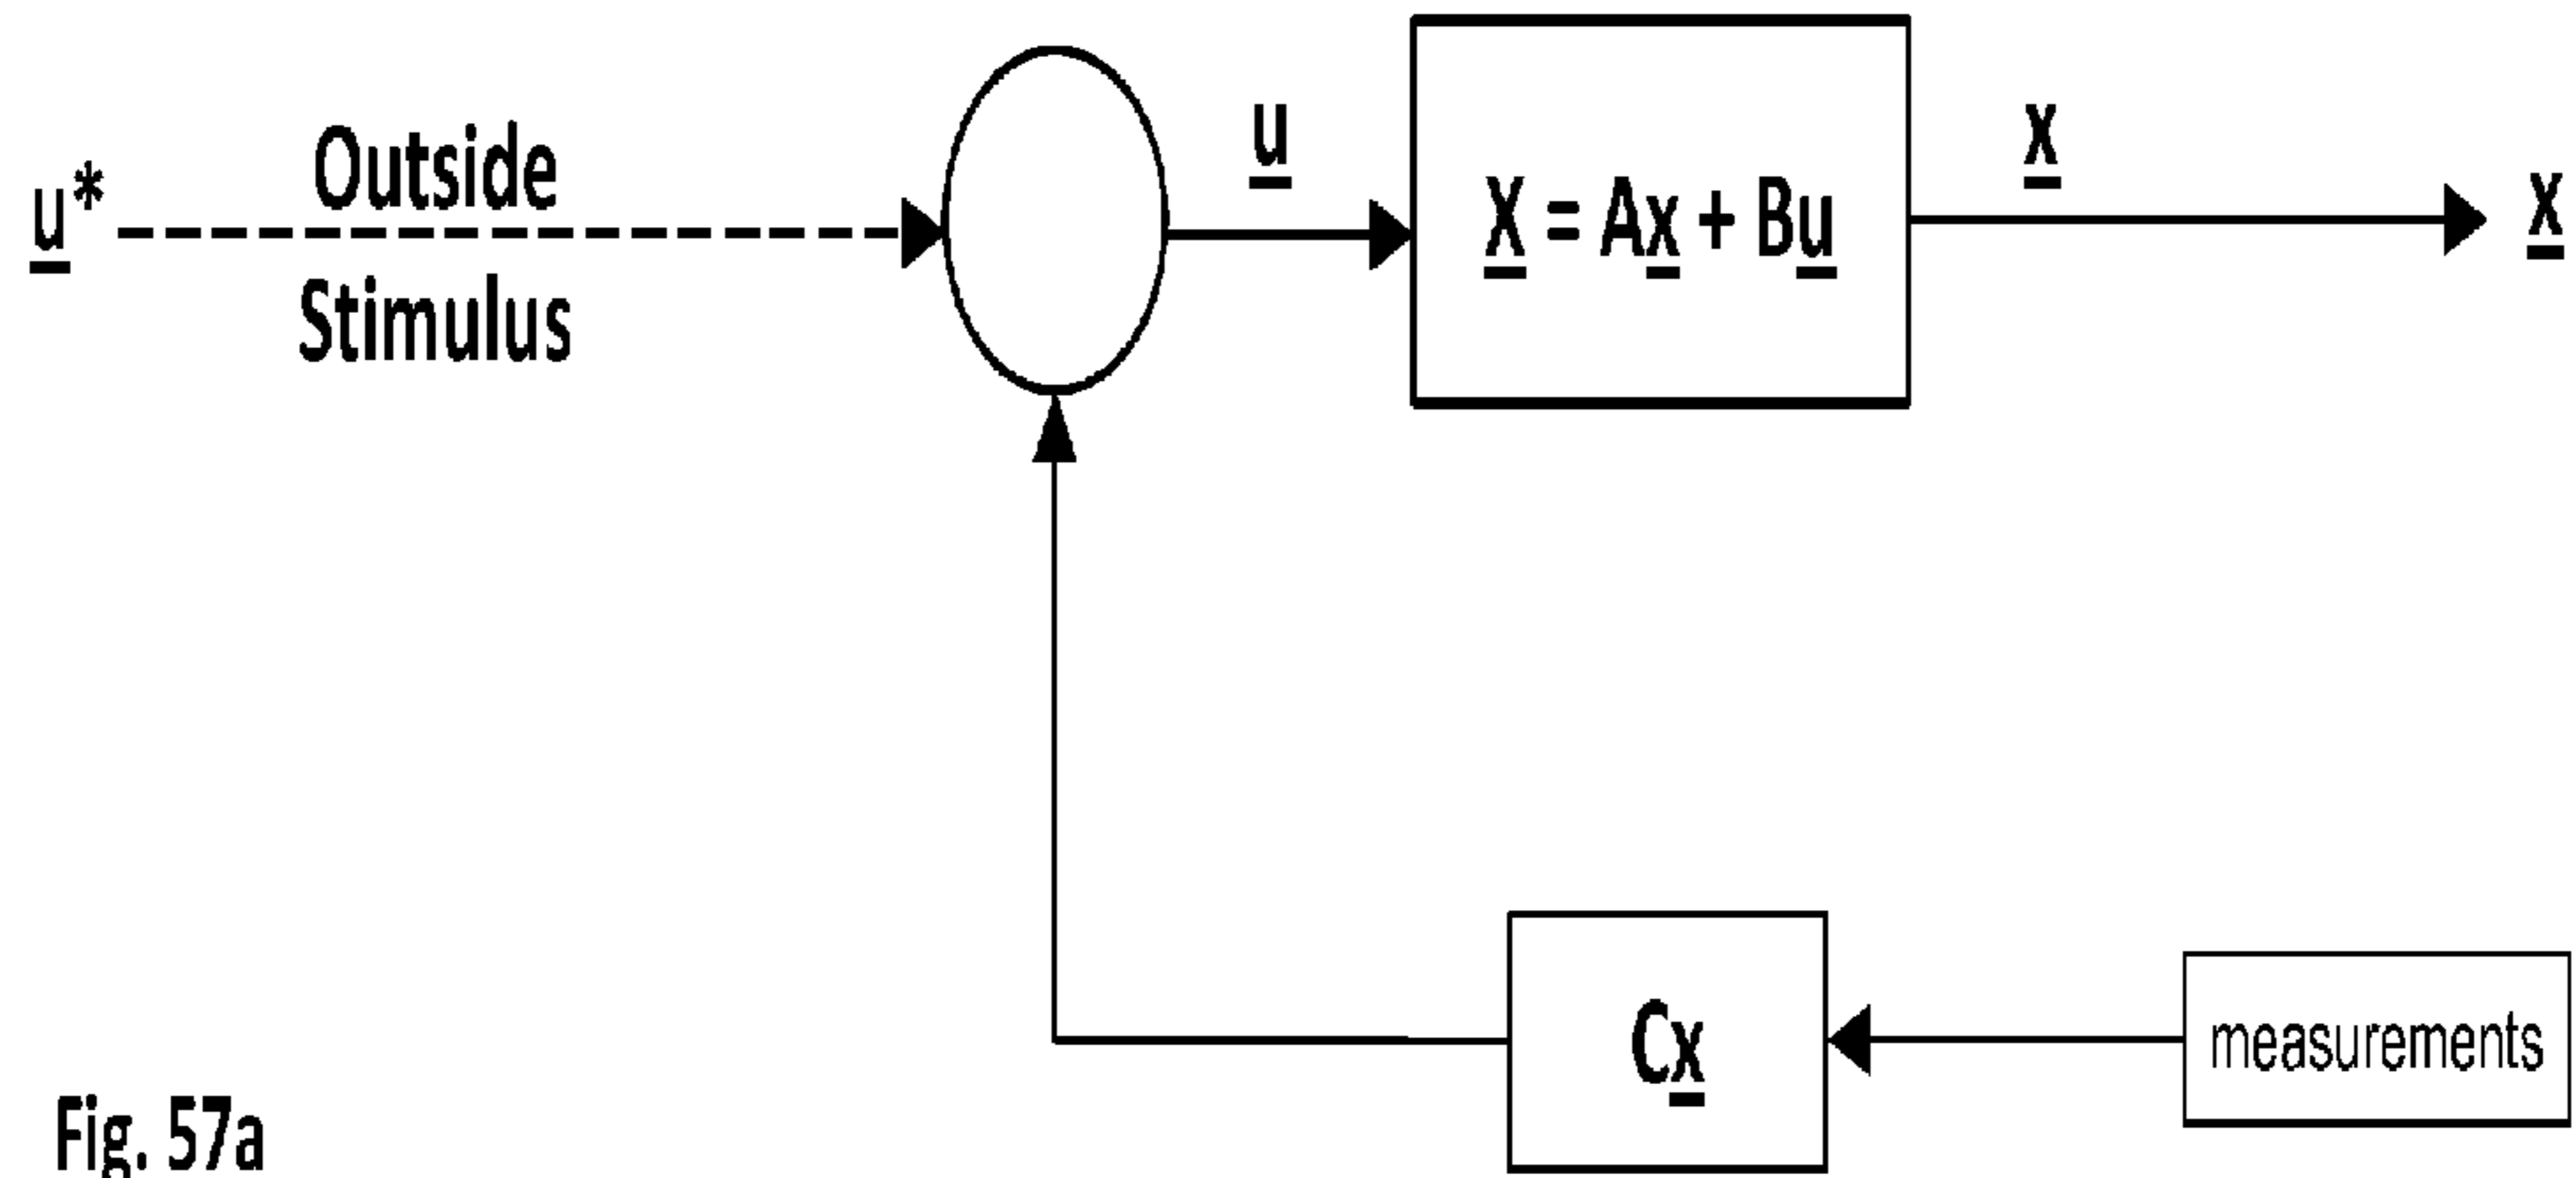 u*
Outside
Stimulus
u
X = Ax + Bu
x
x
Cx
measurements
Fig. 57a